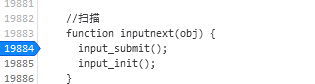 19881
19882 //扫描
19883 function inputnext(obj) {
19884 input_submit();
19885 input_init();
19886 }